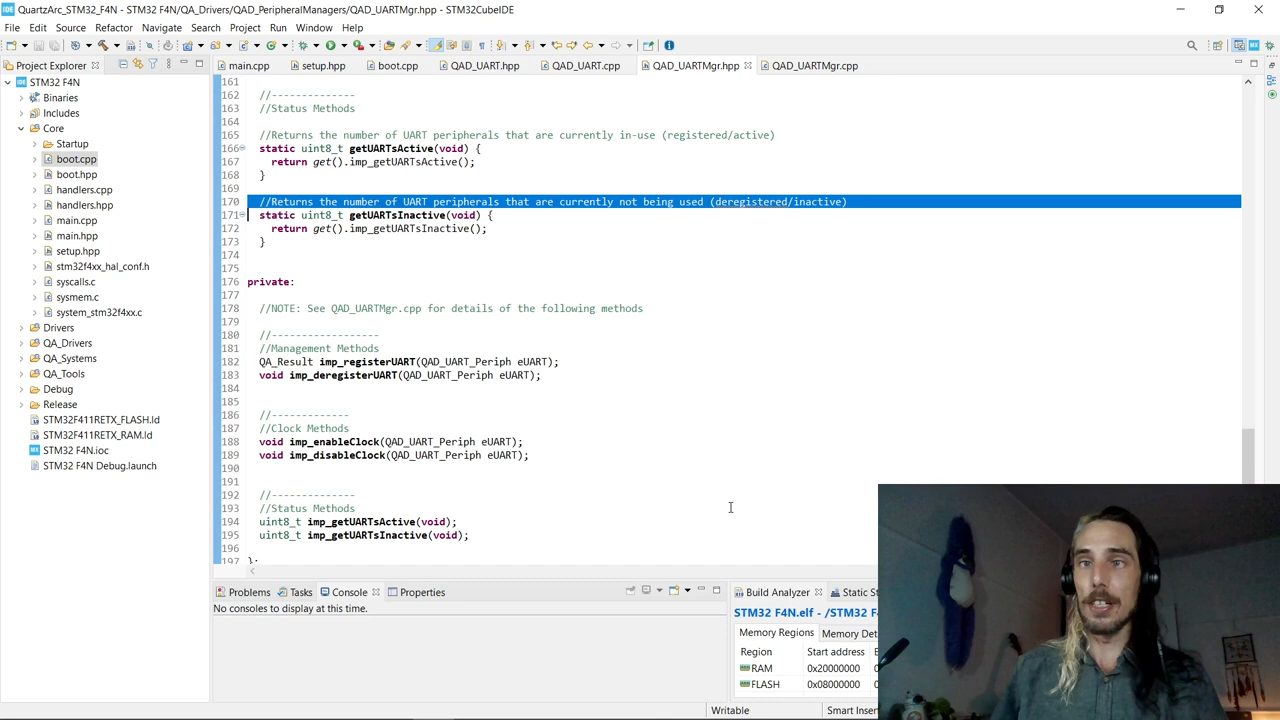 QuartzArc_STM32_F4N - STM32 F4N/QA_Drivers/QAD_PeripheralManagers/QAD_UARTMgr.hpp - STM32CubeIDE
File Edit Source Refactor Navigate Search Project Run Window Help
Project Explorer
STM32 F4N
Binaries
Includes
Core
Startup
boot.cpp
boot.hpp
handlers.cpp
handlers.hpp
main.cpp
main.hpp
setup.hpp
stm32f4xx_hal_conf.h
syscalls.c
sysmem.c
system_stm32f4xx.c
Drivers
QA_Drivers
QA_Systems
QA_Tools
Debug
Release
STM32F411RETX_FLASH.ld
STM32F411RETX_RAM.ld
STM32 F4N.ioc
STM32 F4N Debug.launch
main.cpp setup.hpp boot.cpp QAD_UART.hpp QAD_UART.cpp QAD_UARTMgr.hpp QAD_UARTMgr.cpp
161
162 //--------------
163 //Status Methods
164
165 //Returns the number of UART peripherals that are currently in-use (registered/active)
166 static uint8_t getUARTsActive(void) {
167 return get().imp_getUARTsActive();
168 }
169
170 //Returns the number of UART peripherals that are currently not being used (deregistered/inactive)
171 static uint8_t getUARTsInactive(void) {
172 return get().imp_getUARTsInactive();
173 }
174
175
176 private:
177
178 //NOTE: See QAD_UARTMgr.cpp for details of the following methods
179
180 //------------------
181 //Management Methods
182 QA_Result imp_registerUART(QAD_UART_Periph eUART);
183 void imp_deregisterUART(QAD_UART_Periph eUART);
184
185
186 //-------------
187 //Clock Methods
188 void imp_enableClock(QAD_UART_Periph eUART);
189 void imp_disableClock(QAD_UART_Periph eUART);
190
191
192 //--------------
193 //Status Methods
194 uint8_t imp_getUARTsActive(void);
195 uint8_t imp_getUARTsInactive(void);
196
197 };
Problems Tasks Console Properties
No consoles to display at this time.
Build Analyzer Static St
STM32 F4N.elf - /STM32 F4
Memory Regions Memory Det
Region Start address
RAM 0x20000000
FLASH 0x08000000
Writable Smart Insert